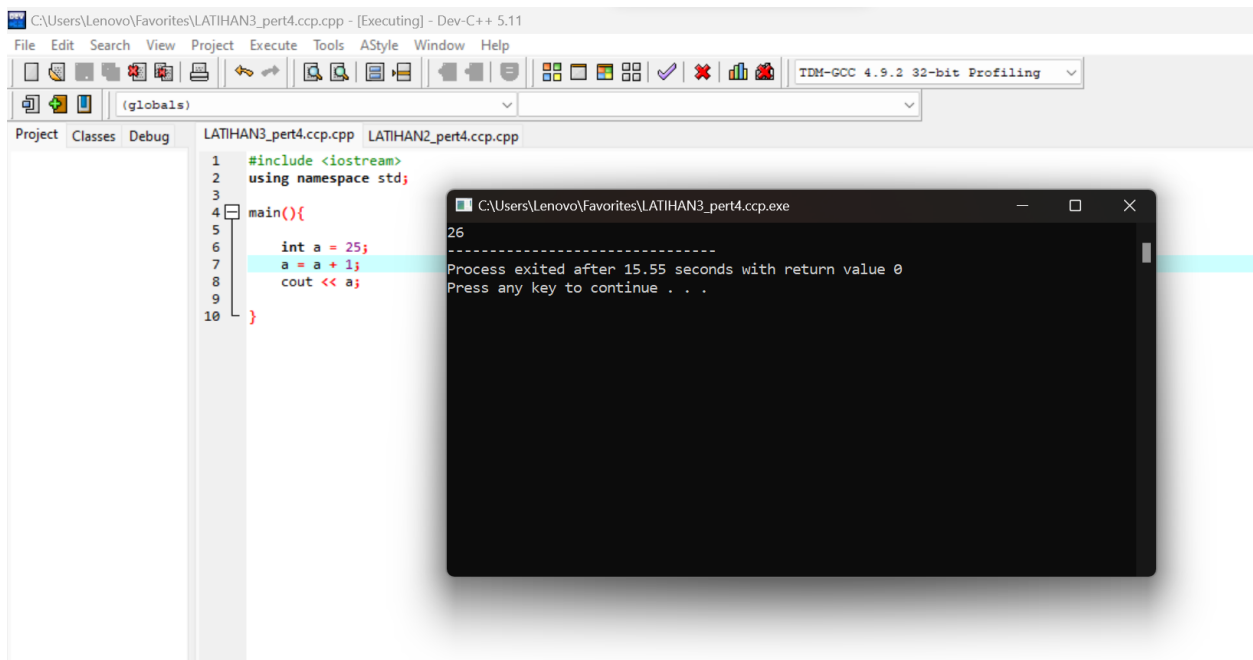 C:\Users\Lenovo\Favorites\LATIHAN3_pert4.ccp.cpp - [Executing] - Dev-C++ 5.11
File Edit Search View Project Execute Tools AStyle Window Help
TDM-GCC 4.9.2 32-bit Profiling
(globals)
Project Classes Debug LATIHAN3_pert4.ccp.cpp LATIHAN2_pert4.ccp.cpp
1 #include <iostream>
2 using namespace std;
3
4 main(){
5
6 int a = 25;
7 a = a + 1;
8 cout << a;
9
10 }
C:\Users\Lenovo\Favorites\LATIHAN3_pert4.ccp.exe
26
--------------------------------
Process exited after 15.55 seconds with return value 0
Press any key to continue . . .